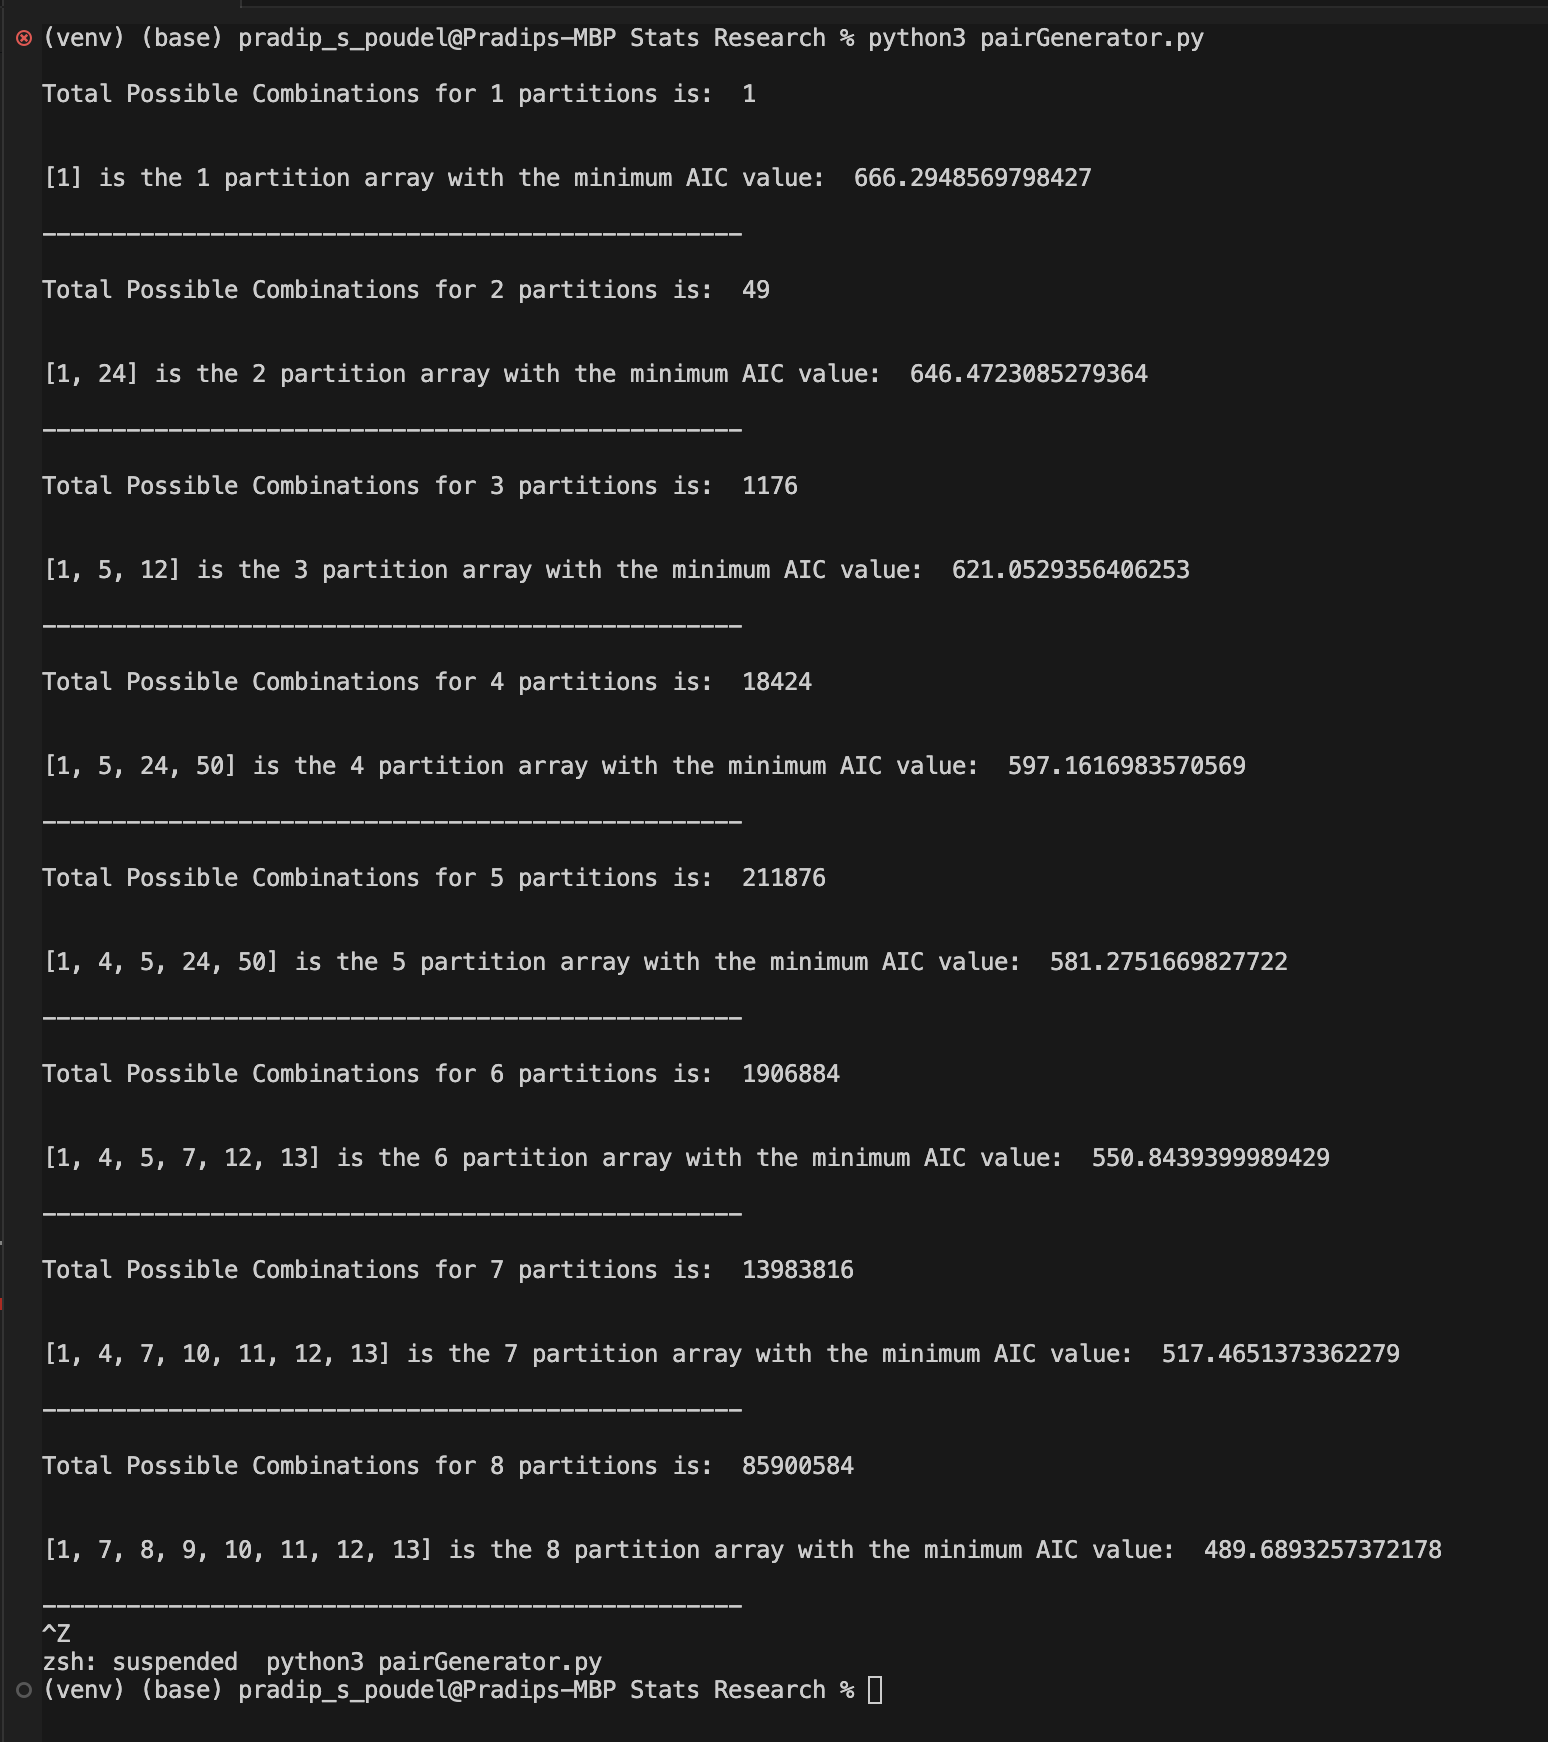 (venv) (base) pradip_s_poudel@Pradips-MBP Stats Research % python3 pairGenerator.py
Total Possible Combinations for 1 partitions is:  1
[1] is the 1 partition array with the minimum AIC value:  666.2948569798427
--------------------------------------------------
Total Possible Combinations for 2 partitions is:  49
[1, 24] is the 2 partition array with the minimum AIC value:  646.4723085279364
--------------------------------------------------
Total Possible Combinations for 3 partitions is:  1176
[1, 5, 12] is the 3 partition array with the minimum AIC value:  621.0529356406253
--------------------------------------------------
Total Possible Combinations for 4 partitions is:  18424
[1, 5, 24, 50] is the 4 partition array with the minimum AIC value:  597.1616983570569
--------------------------------------------------
Total Possible Combinations for 5 partitions is:  211876
[1, 4, 5, 24, 50] is the 5 partition array with the minimum AIC value:  581.2751669827722
--------------------------------------------------
Total Possible Combinations for 6 partitions is:  1906884
[1, 4, 5, 7, 12, 13] is the 6 partition array with the minimum AIC value:  550.8439399989429
--------------------------------------------------
Total Possible Combinations for 7 partitions is:  13983816
[1, 4, 7, 10, 11, 12, 13] is the 7 partition array with the minimum AIC value:  517.4651373362279
--------------------------------------------------
Total Possible Combinations for 8 partitions is:  85900584
[1, 7, 8, 9, 10, 11, 12, 13] is the 8 partition array with the minimum AIC value:  489.6893257372178
--------------------------------------------------
^Z
zsh: suspended  python3 pairGenerator.py
(venv) (base) pradip_s_poudel@Pradips-MBP Stats Research %